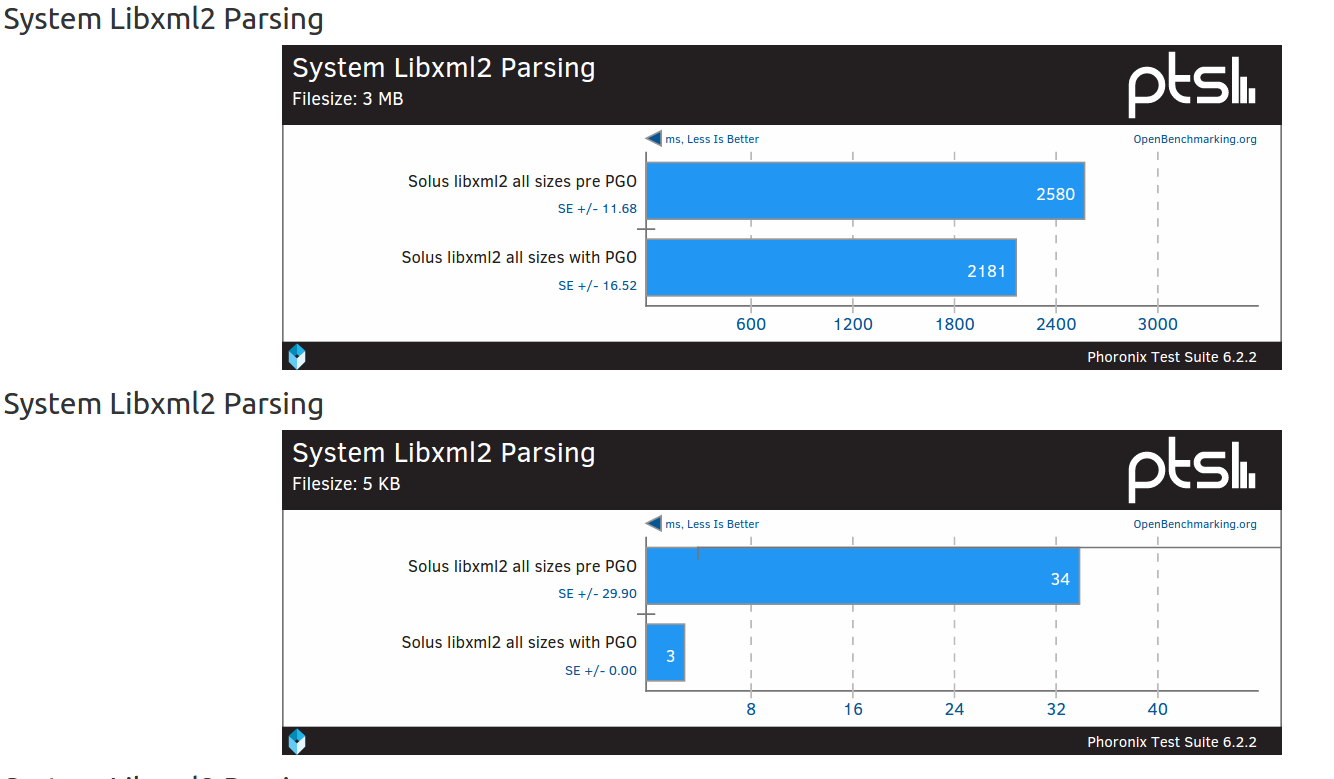 System Libxml2 Parsing
System Libxml2 Parsing
Filesize: 3 MB
ptsl
ms, Less Is Better
OpenBenchmarking.org
Solus libxml2 all sizes pre PGO
SE +/- 11.68
2580
Solus libxml2 all sizes with PGO
SE +/- 16.52
2181
600 1200 1800 2400 3000
Phoronix Test Suite 6.2.2
System Libxml2 Parsing
System Libxml2 Parsing
Filesize: 5 KB
ptsl
ms, Less Is Better
OpenBenchmarking.org
Solus libxml2 all sizes pre PGO
SE +/- 29.90
34
Solus libxml2 all sizes with PGO
SE +/- 0.00
3
8 16 24 32 40
Phoronix Test Suite 6.2.2